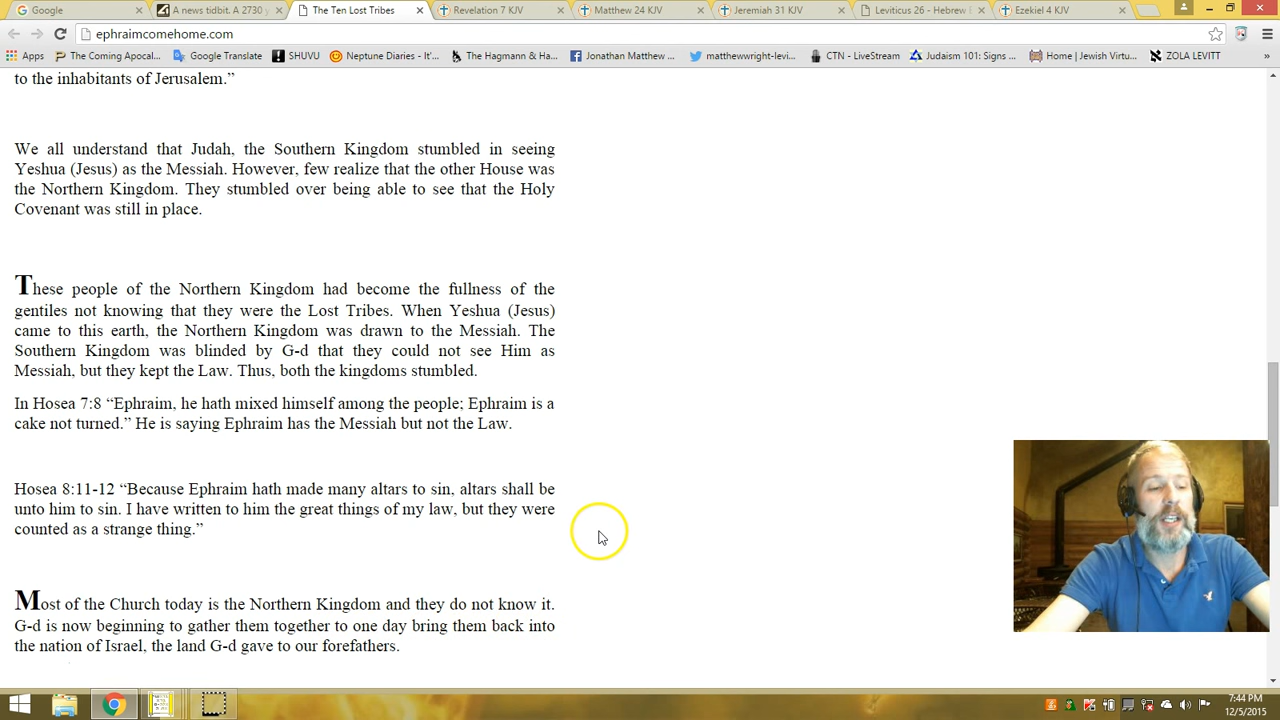 Google
A news tidbit. A 2730 y
The Ten Lost Tribes
Revelation 7 KJV
Matthew 24 KJV
Jeremiah 31 KJV
Leviticus 26 - Hebrew
Ezekiel 4 KJV
ephraimcomehome.com
Apps
The Coming Apocal...
Google Translate
SHUVU
Neptune Diaries - It'...
The Hagmann & Ha...
Jonathan Matthew ...
matthewwright-levi...
CTN - LiveStream
Judaism 101: Signs ...
Home | Jewish Virtu...
ZOLA LEVITT
»
to the inhabitants of Jerusalem.”
We all understand that Judah, the Southern Kingdom stumbled in seeing
Yeshua (Jesus) as the Messiah. However, few realize that the other House was
the Northern Kingdom. They stumbled over being able to see that the Holy
Covenant was still in place.
These people of the Northern Kingdom had become the fullness of the
gentiles not knowing that they were the Lost Tribes. When Yeshua (Jesus)
came to this earth, the Northern Kingdom was drawn to the Messiah. The
Southern Kingdom was blinded by G-d that they could not see Him as
Messiah, but they kept the Law. Thus, both the kingdoms stumbled.
In Hosea 7:8 “Ephraim, he hath mixed himself among the people; Ephraim is a
cake not turned.” He is saying Ephraim has the Messiah but not the Law.
Hosea 8:11-12 “Because Ephraim hath made many altars to sin, altars shall be
unto him to sin. I have written to him the great things of my law, but they were
counted as a strange thing.”
Most of the Church today is the Northern Kingdom and they do not know it.
G-d is now beginning to gather them together to one day bring them back into
the nation of Israel, the land G-d gave to our forefathers.
7:44 PM
12/5/2015